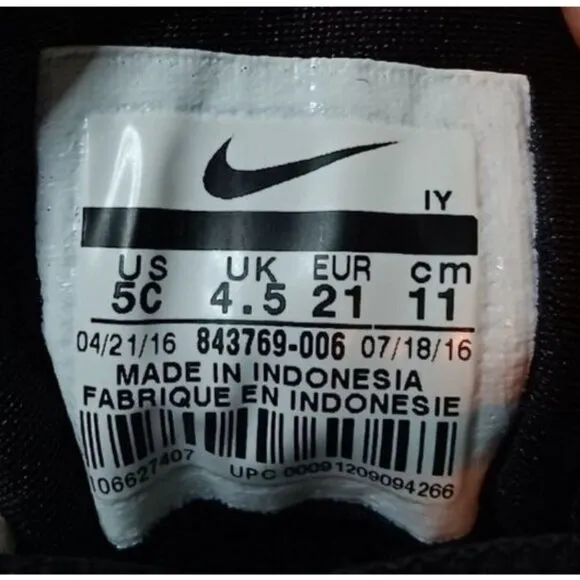 IY
US UK EUR cm
5C 4.5 21 11
04/21/16 843769-006 07/18/16
MADE IN INDONESIA
FABRIQUE EN INDONESIE
106627407 UPC 00091209094266